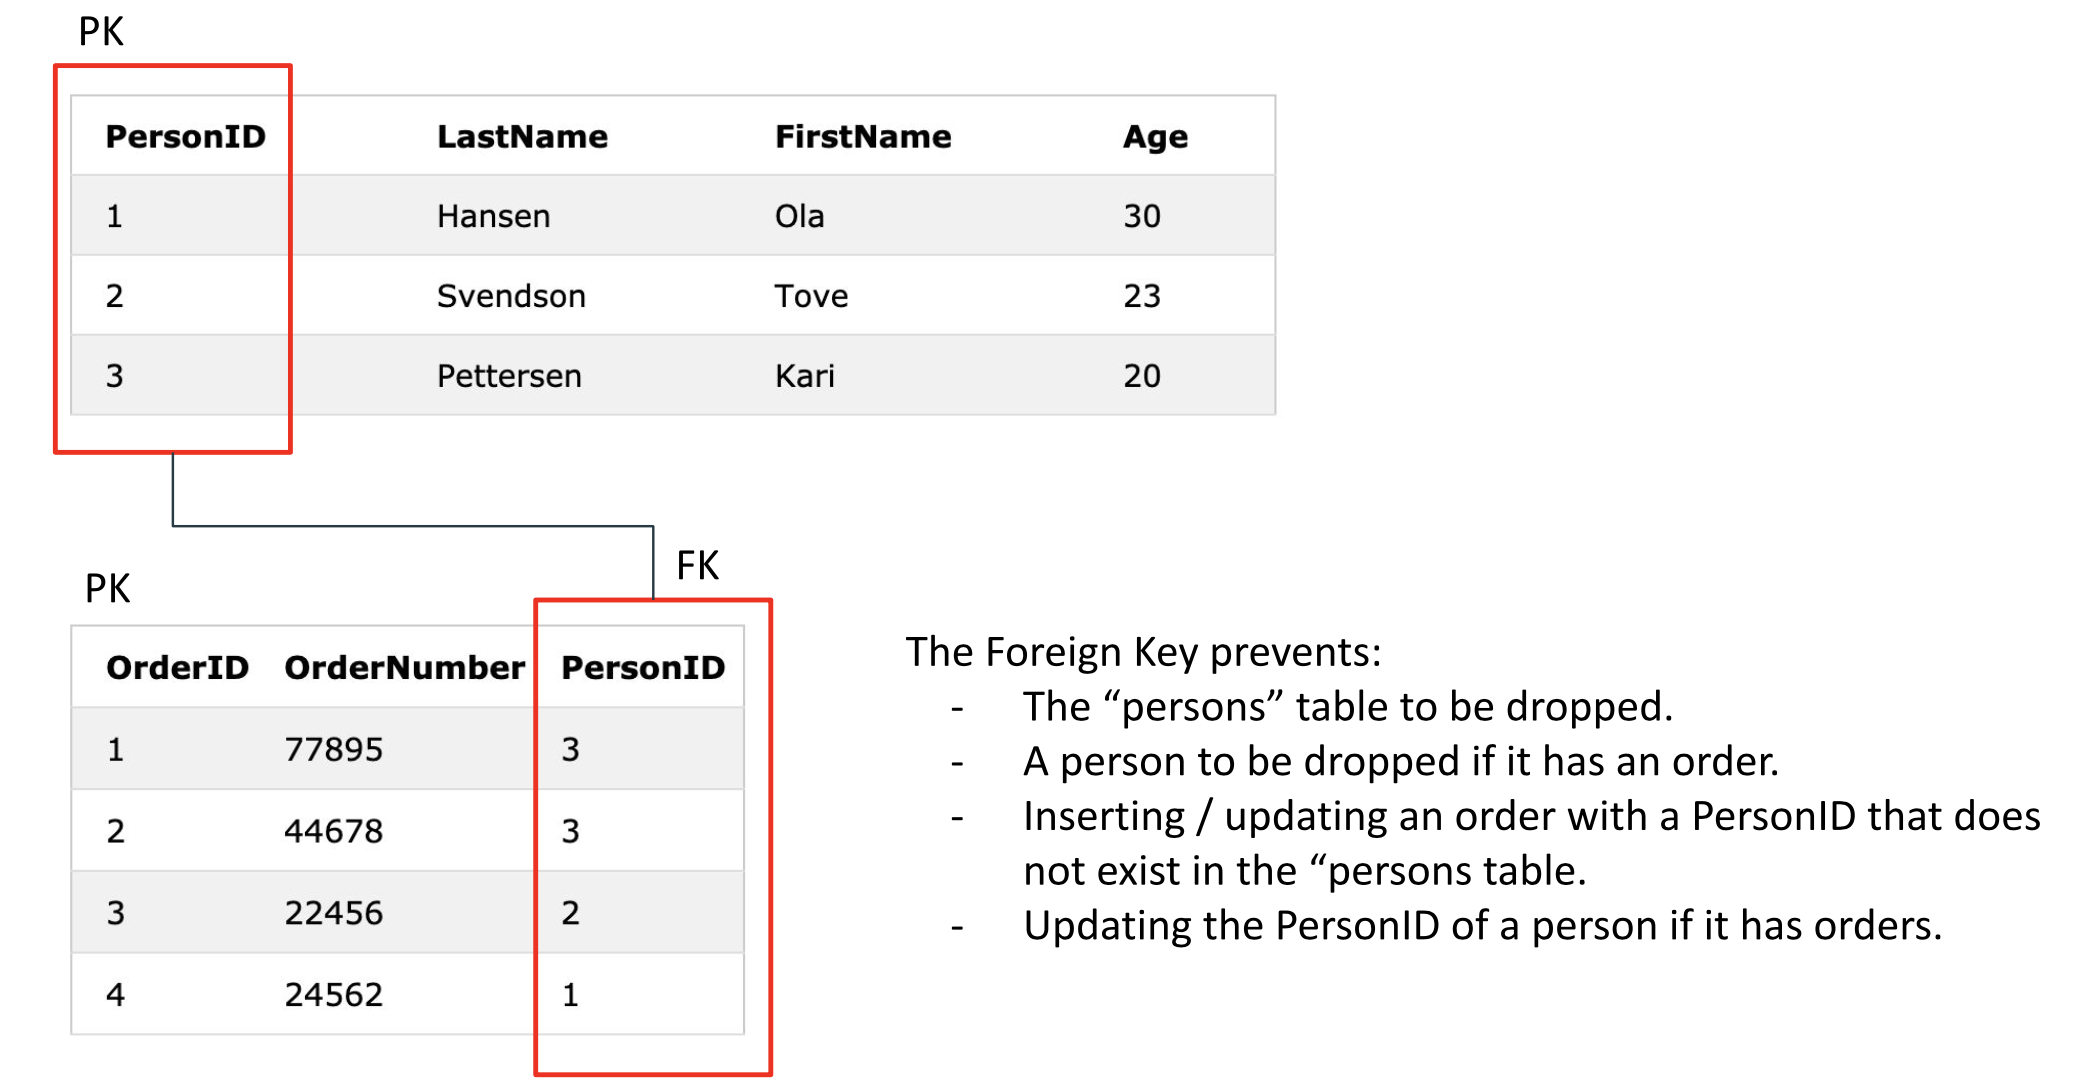 PK
PersonID LastName FirstName Age
1 Hansen Ola 30
2 Svendson Tove 23
3 Pettersen Kari 20
FK
PK
OrderID OrderNumber PersonID
1 77895 3
2 44678 3
3 22456 2
4 24562 1
The Foreign Key prevents:
- The “persons” table to be dropped.
- A person to be dropped if it has an order.
- Inserting / updating an order with a PersonID that does
not exist in the “persons table.
- Updating the PersonID of a person if it has orders.